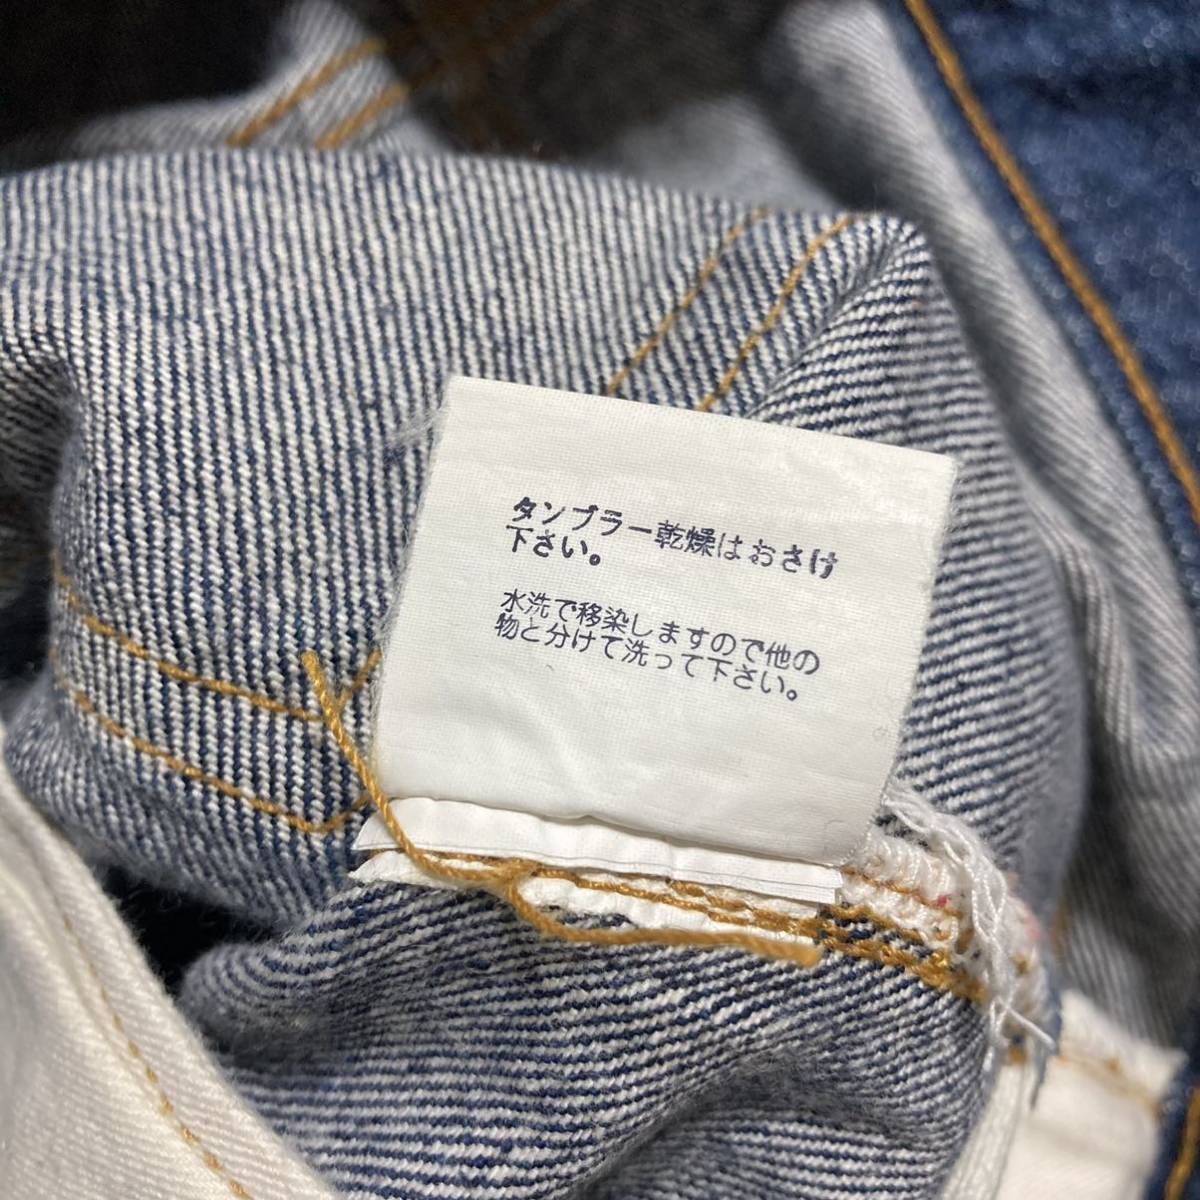 タンブラー乾燥はおさけ
下さい。
水洗で移染しますので他の
物と分けて洗って下さい。